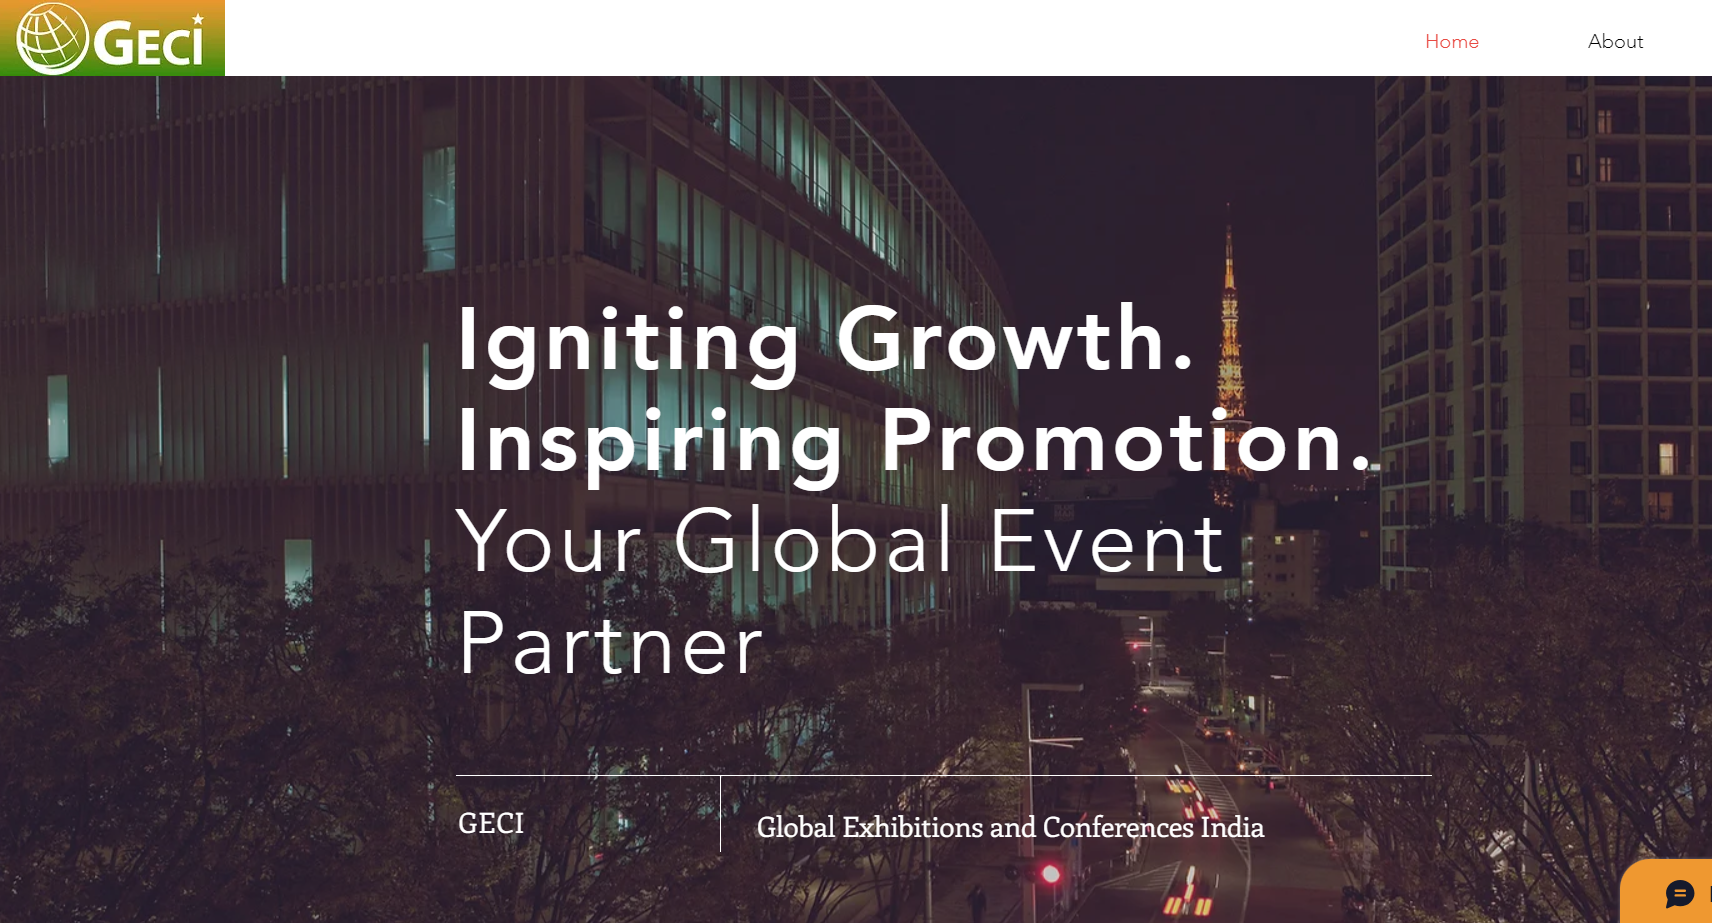 GECI
Home
About
Igniting Growth.
Inspiring Promotion.
Your Global Event
Partner
GECI
Global Exhibitions and Conferences India